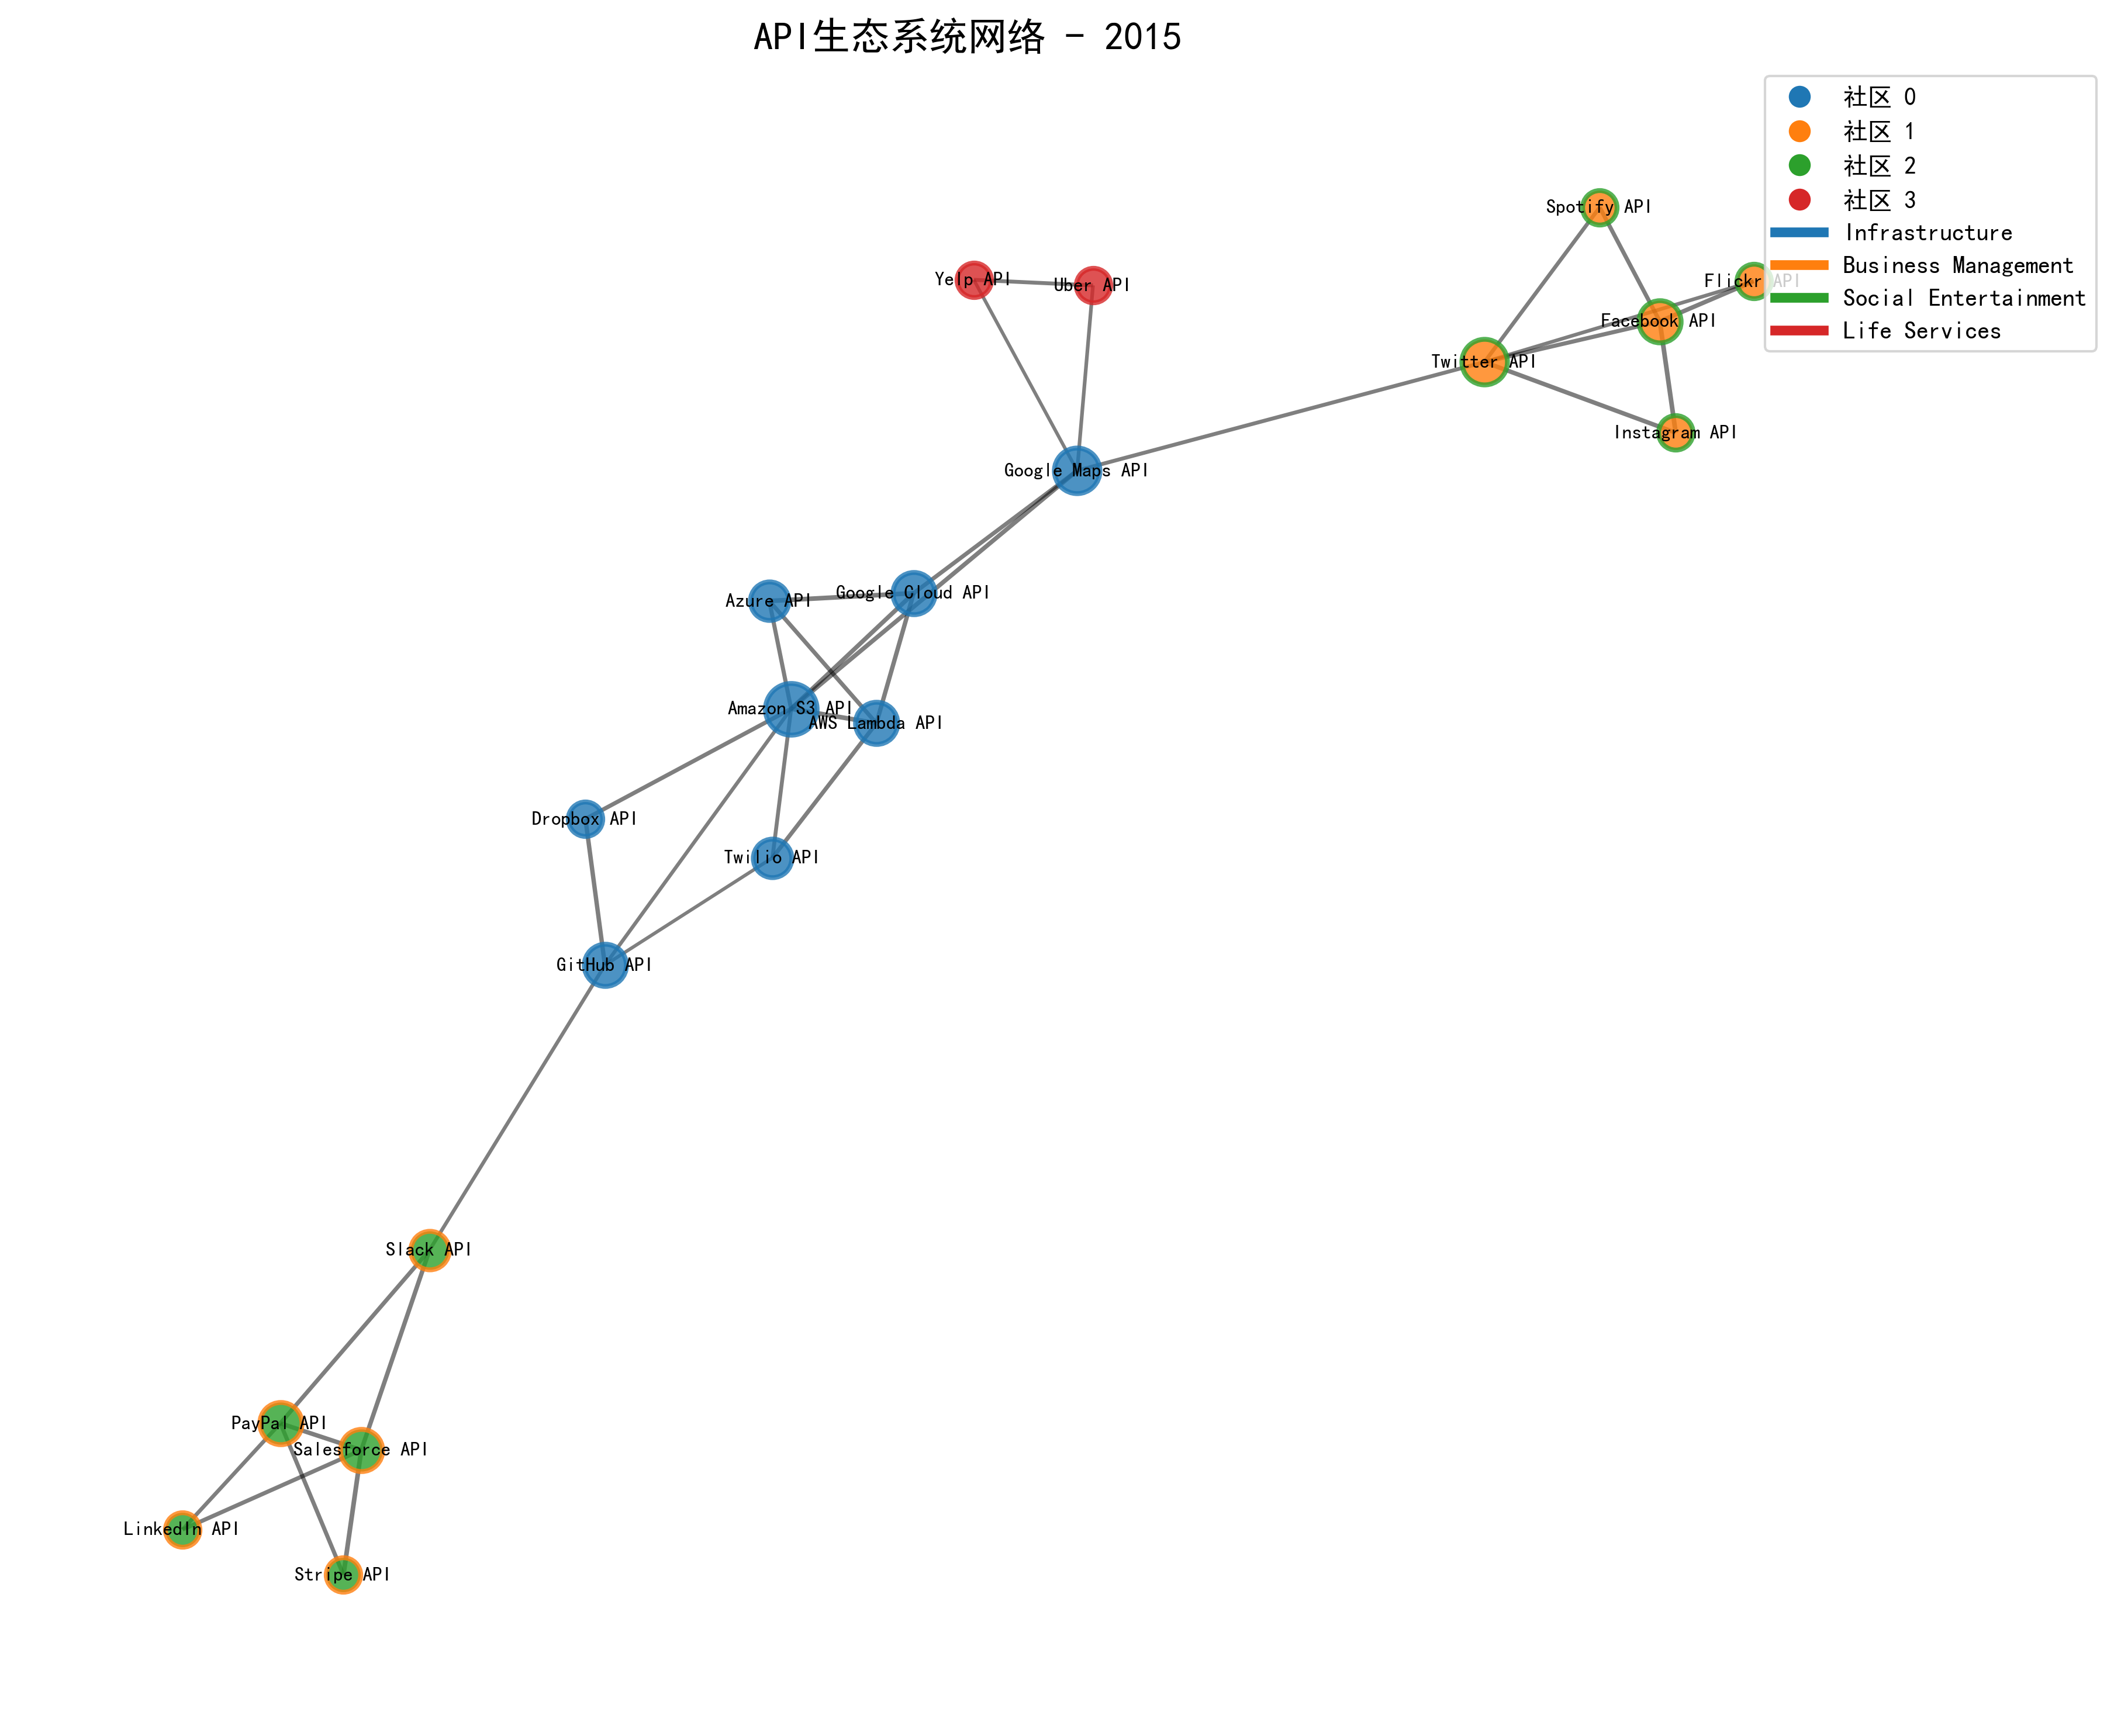 API生态系统网络 - 2015
社区 0
社区 1
社区 2
社区 3
Infrastructure
Business Management
Social Entertainment
Life Services
Spotify API
Yelp API
Uber API
Flickr API
Facebook API
Twitter API
Instagram API
Google Maps API
Azure API
Google Cloud API
Amazon S3 API
AWS Lambda API
Dropbox API
Twilio API
GitHub API
Slack API
PayPal API
Salesforce API
LinkedIn API
Stripe API